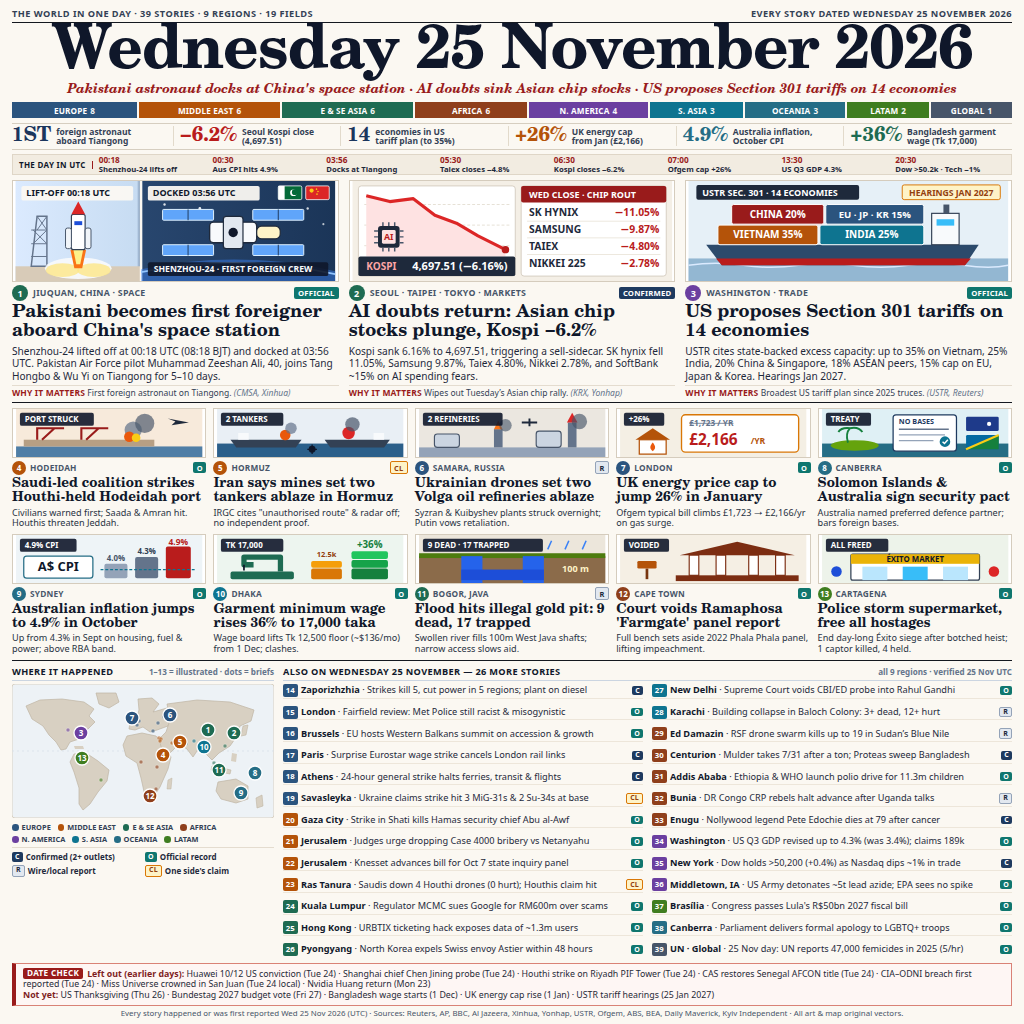 THE WORLD IN ONE DAY · 39 STORIES · 9 REGIONS · 19 FIELDS
EVERY STORY DATED WEDNESDAY 25 NOVEMBER 2026
Wednesday 25 November 2026
Pakistani astronaut docks at China's space station · AI doubts sink Asian chip stocks · US proposes Section 301 tariffs on 14 economies
EUROPE 8
MIDDLE EAST 6
E & SE ASIA 6
AFRICA 6
N. AMERICA 4
S. ASIA 3
OCEANIA 3
LATAM 2
GLOBAL 1
1ST foreign astronaut aboard Tiangong
−6.2% Seoul Kospi close (4,697.51)
14 economies in US tariff plan (to 35%)
+26% UK energy cap from Jan (£2,166)
4.9% Australia inflation, October CPI
+36% Bangladesh garment wage (Tk 17,000)
THE DAY IN UTC
00:18 Shenzhou-24 lifts off
00:30 Aus CPI hits 4.9%
03:56 Docks at Tiangong
05:30 Taiex closes −4.8%
06:30 Kospi closes −6.2%
07:00 Ofgem cap +26%
13:30 US Q3 GDP 4.3%
20:30 Dow >50.2k · Tech −1%
LIFT-OFF 00:18 UTC
DOCKED 03:56 UTC
SHENZHOU-24 · FIRST FOREIGN CREW
AI
KOSPI 4,697.51 (−6.16%)
WED CLOSE · CHIP ROUT
SK HYNIX −11.05%
SAMSUNG −9.87%
TAIEX −4.80%
NIKKEI 225 −2.78%
USTR SEC. 301 · 14 ECONOMIES
HEARINGS JAN 2027
CHINA 20%
EU · JP · KR 15%
VIETNAM 35%
INDIA 25%
1 JIUQUAN, CHINA · SPACE OFFICIAL
Pakistani becomes first foreigner
aboard China's space station
Shenzhou-24 lifted off at 00:18 UTC (08:18 BJT) and docked at 03:56
UTC. Pakistan Air Force pilot Muhammad Zeeshan Ali, 40, joins Tang
Hongbo & Wu Yi on Tiangong for 5–10 days.
WHY IT MATTERS First foreign astronaut on Tiangong. (CMSA, Xinhua)
2 SEOUL · TAIPEI · TOKYO · MARKETS CONFIRMED
AI doubts return: Asian chip
stocks plunge, Kospi −6.2%
Kospi sank 6.16% to 4,697.51, triggering a sell-sidecar. SK hynix fell
11.05%, Samsung 9.87%, Taiex 4.80%, Nikkei 2.78%, and SoftBank
~15% on AI spending fears.
WHY IT MATTERS Wipes out Tuesday's Asian chip rally. (KRX, Yonhap)
3 WASHINGTON · TRADE OFFICIAL
US proposes Section 301 tariffs on
14 economies
USTR cites state-backed excess capacity: up to 35% on Vietnam, 25%
India, 20% China & Singapore, 18% ASEAN peers, 15% cap on EU,
Japan & Korea. Hearings Jan 2027.
WHY IT MATTERS Broadest US tariff plan since 2025 truces. (USTR, Reuters)
PORT STRUCK
4 HODEIDAH O
Saudi-led coalition strikes
Houthi-held Hodeidah port
Civilians warned first; Saada & Amran hit.
Houthis threaten Jeddah.
2 TANKERS
5 HORMUZ CL
Iran says mines set two
tankers ablaze in Hormuz
IRGC cites "unauthorised route" & radar off;
no independent proof.
2 REFINERIES
6 SAMARA, RUSSIA R
Ukrainian drones set two
Volga oil refineries ablaze
Syzran & Kuibyshev plants struck overnight;
Putin vows retaliation.
+26%
£1,723 / YR
£2,166 /YR
7 LONDON O
UK energy price cap to
jump 26% in January
Ofgem typical bill climbs £1,723 → £2,166/yr
on gas surge.
TREATY
NO BASES
8 CANBERRA O
Solomon Islands &
Australia sign security pact
Australia named preferred defence partner;
bars foreign bases.
4.9% CPI
A$ CPI
4.0%
4.3%
4.9%
9 SYDNEY O
Australian inflation jumps
to 4.9% in October
Up from 4.3% in Sept on housing, fuel &
power; above RBA band.
TK 17,000
12.5k
+36%
10 DHAKA O
Garment minimum wage
rises 36% to 17,000 taka
Wage board lifts Tk 12,500 floor (~$136/mo)
from 1 Dec; clashes.
9 DEAD · 17 TRAPPED
100 m
11 BOGOR, JAVA R
Flood hits illegal gold pit: 9
dead, 17 trapped
Swollen river fills 100m West Java shafts;
narrow access slows aid.
VOIDED
12 CAPE TOWN O
Court voids Ramaphosa
'Farmgate' panel report
Full bench sets aside 2022 Phala Phala panel,
lifting impeachment.
ALL FREED
ÉXITO MARKET
13 CARTAGENA O
Police storm supermarket,
free all hostages
End day-long Éxito siege after botched heist;
1 captor killed, 4 held.
WHERE IT HAPPENED
1–13 = illustrated · dots = briefs
1
2
3
4
5
6
7
8
9
10
11
12
13
EUROPE MIDDLE EAST E & SE ASIA AFRICA
N. AMERICA S. ASIA OCEANIA LATAM
C Confirmed (2+ outlets) O Official record
R Wire/local report CL One side's claim
ALSO ON WEDNESDAY 25 NOVEMBER — 26 MORE STORIES
all 9 regions · verified 25 Nov UTC
14 Zaporizhzhia · Strikes kill 5, cut power in 5 regions; plant on diesel C
15 London · Fairfield review: Met Police still racist & misogynistic O
16 Brussels · EU hosts Western Balkans summit on accession & growth O
17 Paris · Surprise Eurostar wage strike cancels London rail links C
18 Athens · 24-hour general strike halts ferries, transit & flights C
19 Savasleyka · Ukraine claims strike hit 3 MiG-31s & 2 Su-34s at base CL
20 Gaza City · Strike in Shati kills Hamas security chief Abu al-Awf O
21 Jerusalem · Judges urge dropping Case 4000 bribery vs Netanyahu O
22 Jerusalem · Knesset advances bill for Oct 7 state inquiry panel O
23 Ras Tanura · Saudis down 4 Houthi drones (0 hurt); Houthis claim hit CL
24 Kuala Lumpur · Regulator MCMC sues Google for RM600m over scams O
25 Hong Kong · URBTIX ticketing hack exposes data of ~1.3m users O
26 Pyongyang · North Korea expels Swiss envoy Astier within 48 hours O
27 New Delhi · Supreme Court voids CBI/ED probe into Rahul Gandhi O
28 Karachi · Building collapse in Baloch Colony: 3+ dead, 12+ hurt R
29 Ed Damazin · RSF drone swarm kills up to 19 in Sudan's Blue Nile R
30 Centurion · Mulder takes 7/31 after a ton; Proteas sweep Bangladesh C
31 Addis Ababa · Ethiopia & WHO launch polio drive for 11.3m children O
32 Bunia · DR Congo CRP rebels halt advance after Uganda talks R
33 Enugu · Nollywood legend Pete Edochie dies at 79 after cancer C
34 Washington · US Q3 GDP revised up to 4.3% (was 3.4%); claims 189k O
35 New York · Dow holds >50,200 (+0.4%) as Nasdaq dips ~1% in trade C
36 Middletown, IA · US Army detonates ~5t lead azide; EPA sees no spike O
37 Brasília · Congress passes Lula's R$50bn 2027 fiscal bill O
38 Canberra · Parliament delivers formal apology to LGBTQ+ troops O
39 UN · Global · 25 Nov day: UN reports 47,000 femicides in 2025 (5/hr) O
DATE CHECK Left out (earlier days): Huawei 10/12 US conviction (Tue 24) · Shanghai chief Chen Jining probe (Tue 24) · Houthi strike on Riyadh PIF Tower (Tue 24) · CAS restores Senegal AFCON title (Tue 24) · CIA–ODNI breach first
reported (Tue 24) · Miss Universe crowned in San Juan (Tue 24 local) · Nvidia Huang return (Mon 23)
Not yet: US Thanksgiving (Thu 26) · Bundestag 2027 budget vote (Fri 27) · Bangladesh wage starts (1 Dec) · UK energy cap rise (1 Jan) · USTR tariff hearings (25 Jan 2027)
Every story happened or was first reported Wed 25 Nov 2026 (UTC) · Sources: Reuters, AP, BBC, Al Jazeera, Xinhua, Yonhap, USTR, Ofgem, ABS, BEA, Daily Maverick, Kyiv Independent · All art & map original vectors.